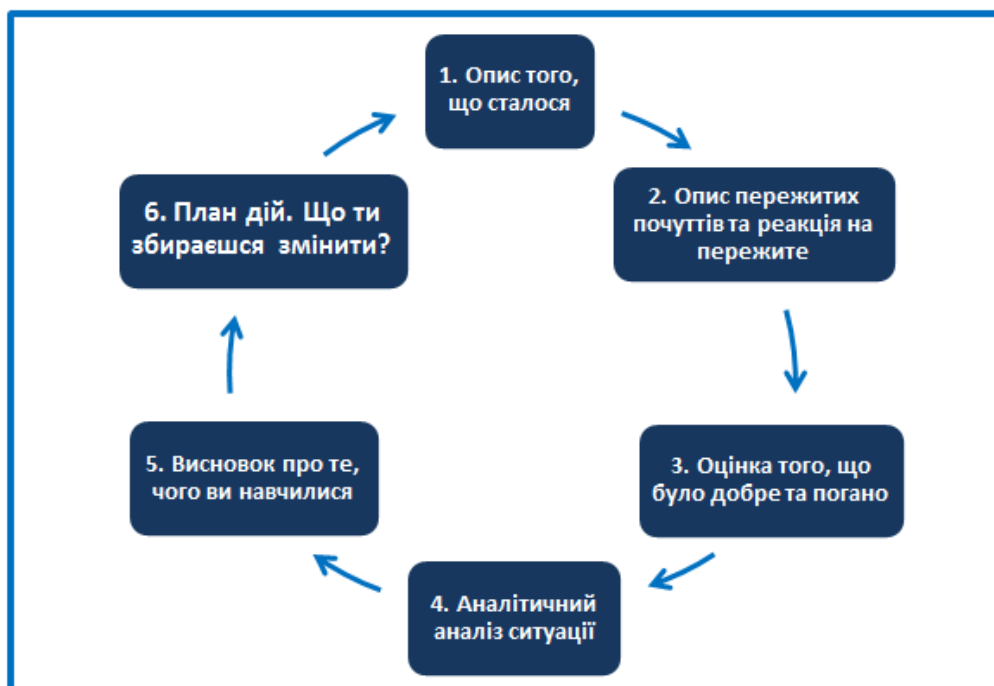 1. Опис того,
що сталося
2. Опис пережитих
почуттів та реакція на
пережите
3. Оцінка того, що
було добре та погано
4. Аналітичний
аналіз ситуації
5. Висновок про те,
чого ви навчилися
6. План дій. Що ти
збираєшся змінити?